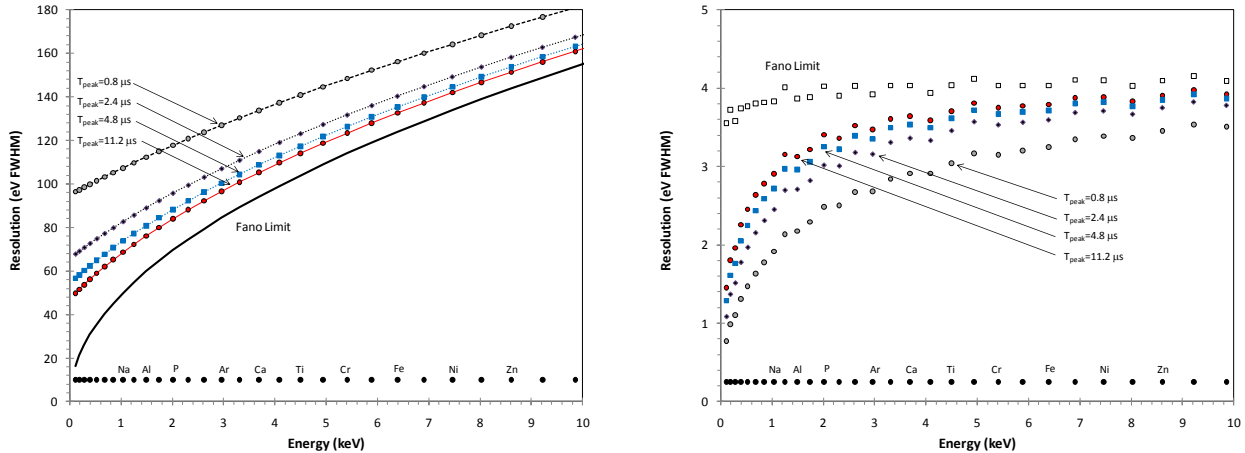 180
160
140
120
100
80
60
40
20
0
Resolution (eV FWHM)
T_peak=0.8 μs
T_peak=2.4 μs
T_peak=4.8 μs
T_peak=11.2 μs
Fano Limit
Na Al P Ar Ca Ti Cr Fe Ni Zn
0 1 2 3 4 5 6 7 8 9 10
Energy (keV)
5
4
3
2
1
0
Resolution (eV FWHM)
Fano Limit
T_peak=0.8 μs
T_peak=2.4 μs
T_peak=4.8 μs
T_peak=11.2 μs
Na Al P Ar Ca Ti Cr Fe Ni Zn
0 1 2 3 4 5 6 7 8 9 10
Energy (keV)